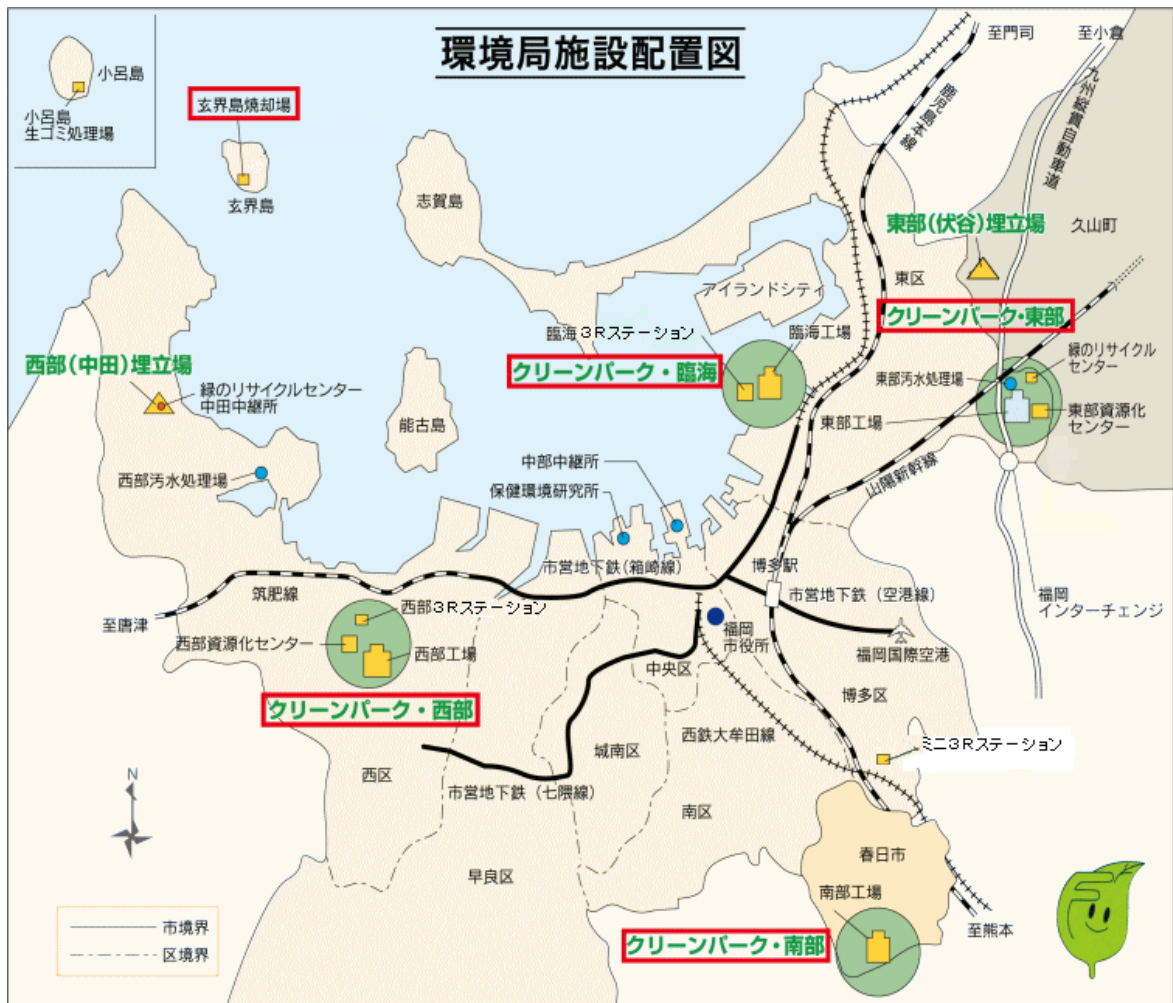 環境局施設配置図
小呂島
小呂島
生ゴミ処理場
玄界島焼却場
玄界島
志賀島
至門司
至小倉
鹿児島本線
九州縦貫自動車道
久山町
東部(伏谷)埋立場
東区
アイランドシティ
クリーンパーク・東部
臨海3Rステーション
臨海工場
クリーンパーク・臨海
緑のリサイクル
センター
東部汚水処理場
東部工場
東部資源化
センター
西部(中田)埋立場
緑のリサイクルセンター
中田中継所
能古島
西部汚水処理場
中部中継所
保健環境研究所
山陽新幹線
市営地下鉄(箱崎線)
博多駅
市営地下鉄(空港線)
福岡
インターチェンジ
筑肥線
至唐津
西部3Rステーション
西部資源化センター
西部工場
福岡
市役所
福岡国際空港
中央区
クリーンパーク・西部
博多区
西鉄大牟田線
ミニ3Rステーション
城南区
西区
市営地下鉄(七隈線)
N
南区
早良区
春日市
南部工場
市境界
区境界
クリーンパーク・南部
至熊本